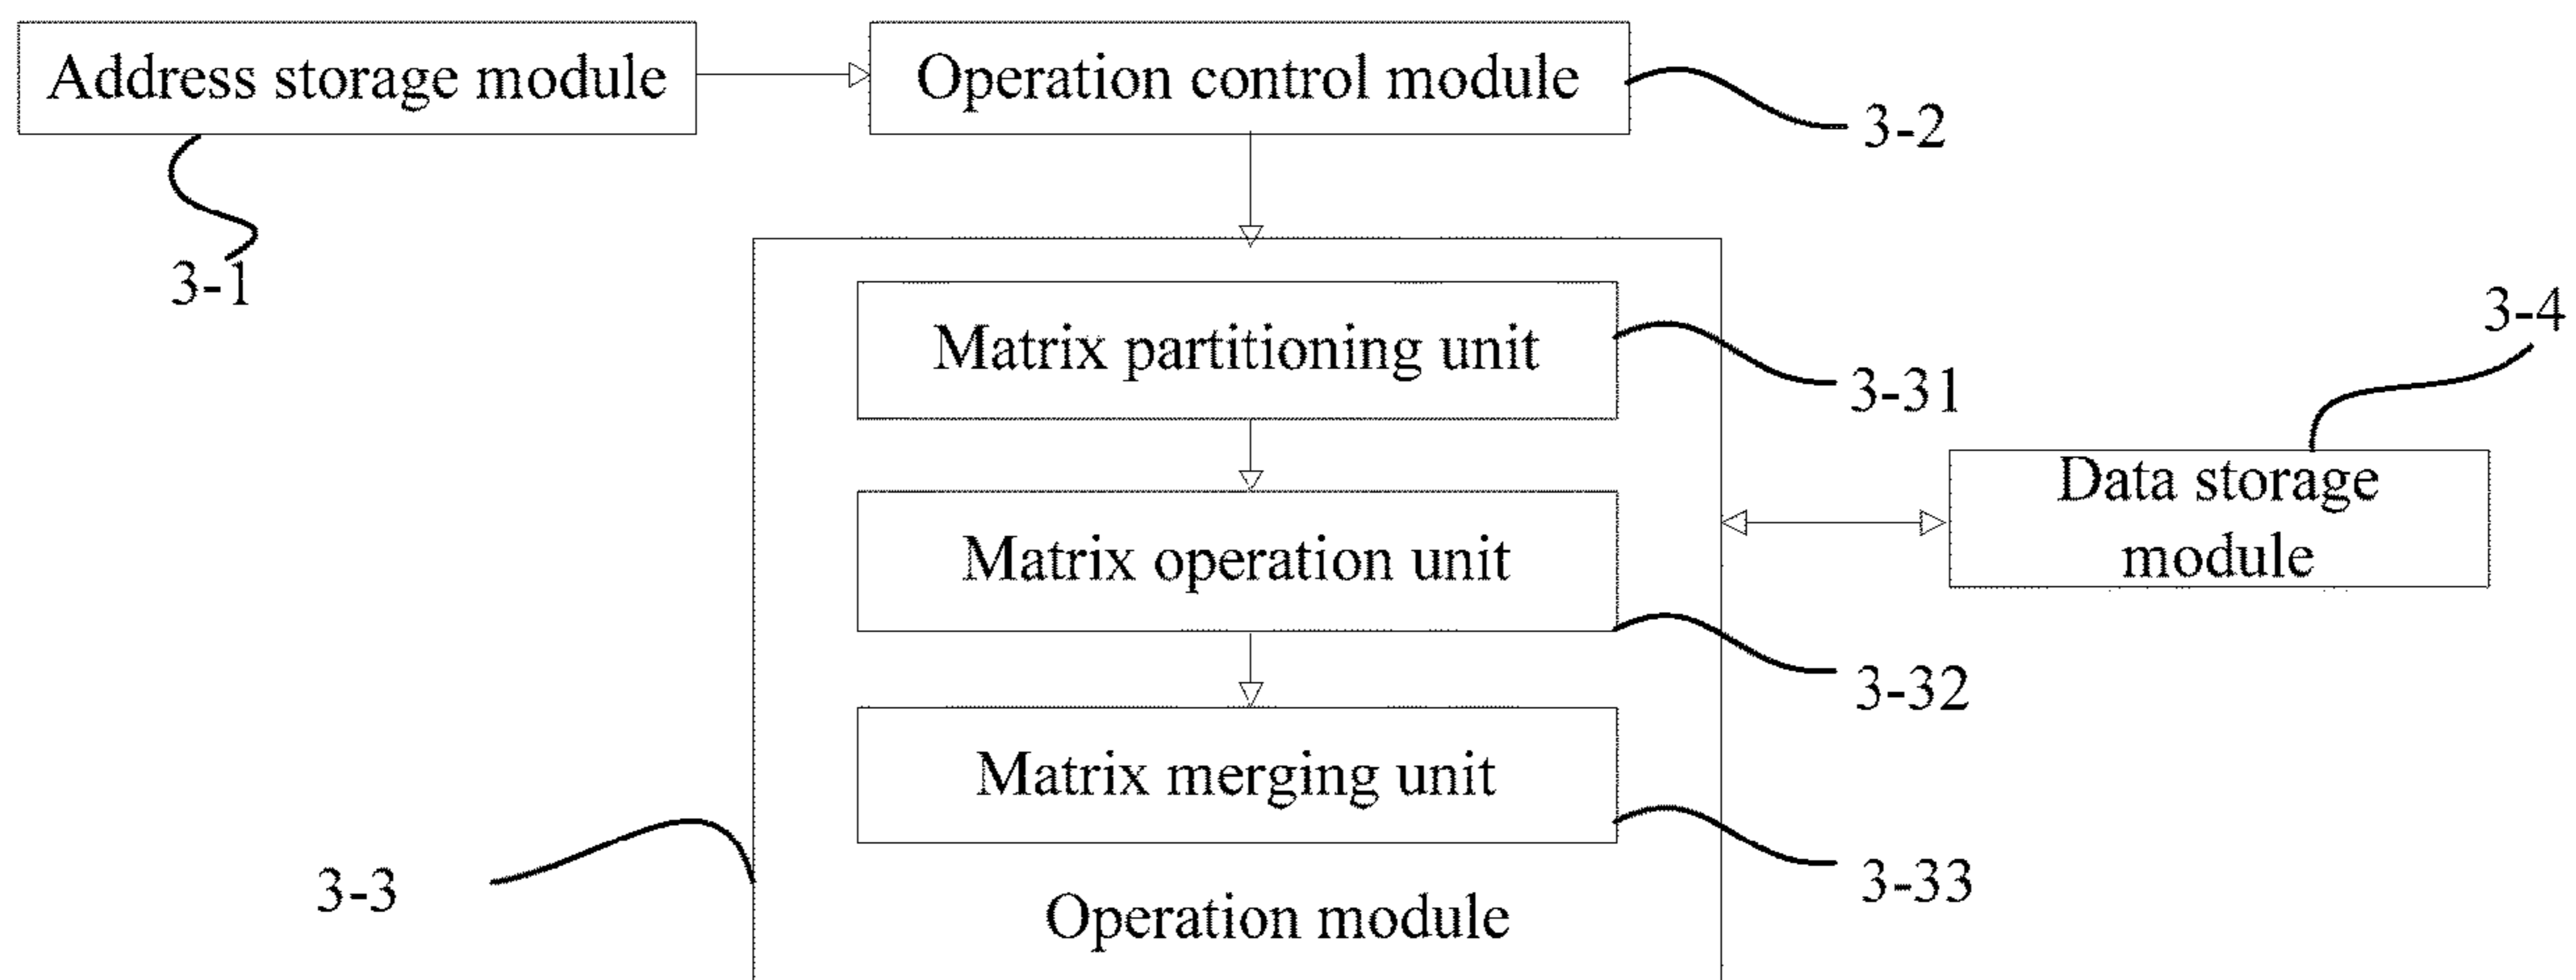 Address storage module
Operation control module
3-2
3-1
Matrix partitioning unit
3-31
3-4
Data storage
module
Matrix operation unit
3-32
Matrix merging unit
3-33
3-3
Operation module